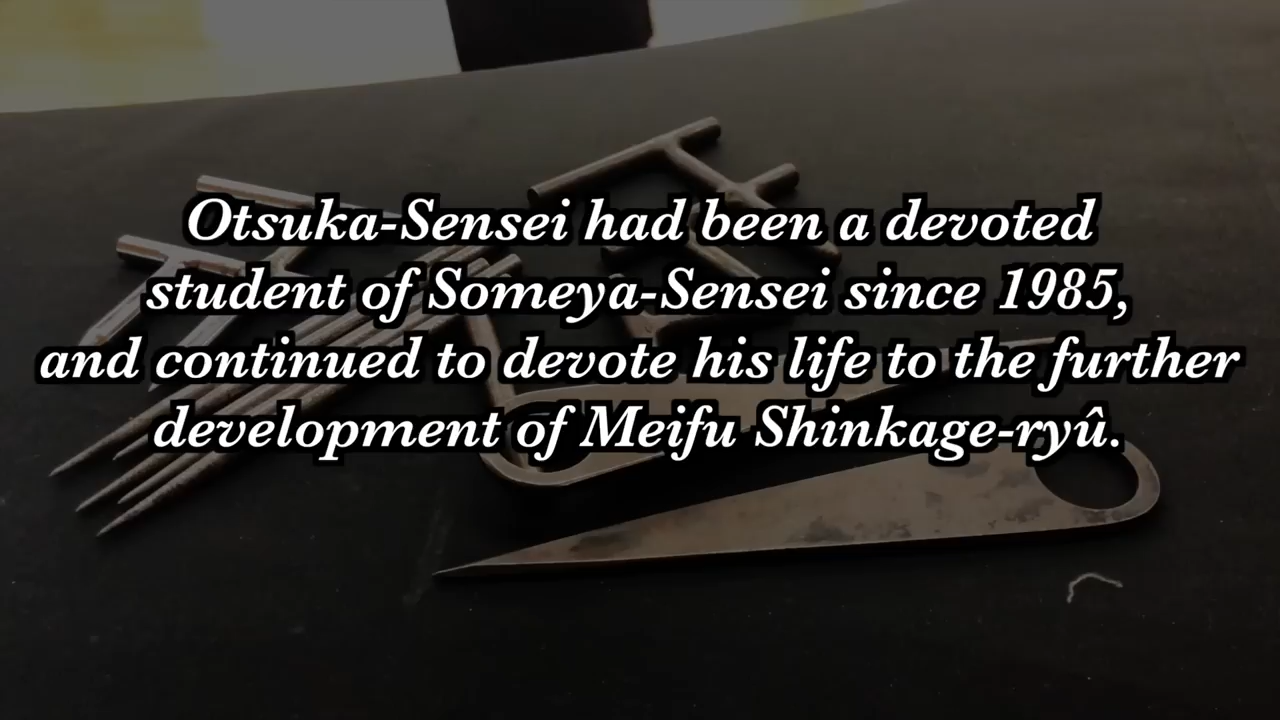 Otsuka-Sensei had been a devoted
student of Someya-Sensei since 1985,
and continued to devote his life to the further
development of Meifu Shinkage-ryû.